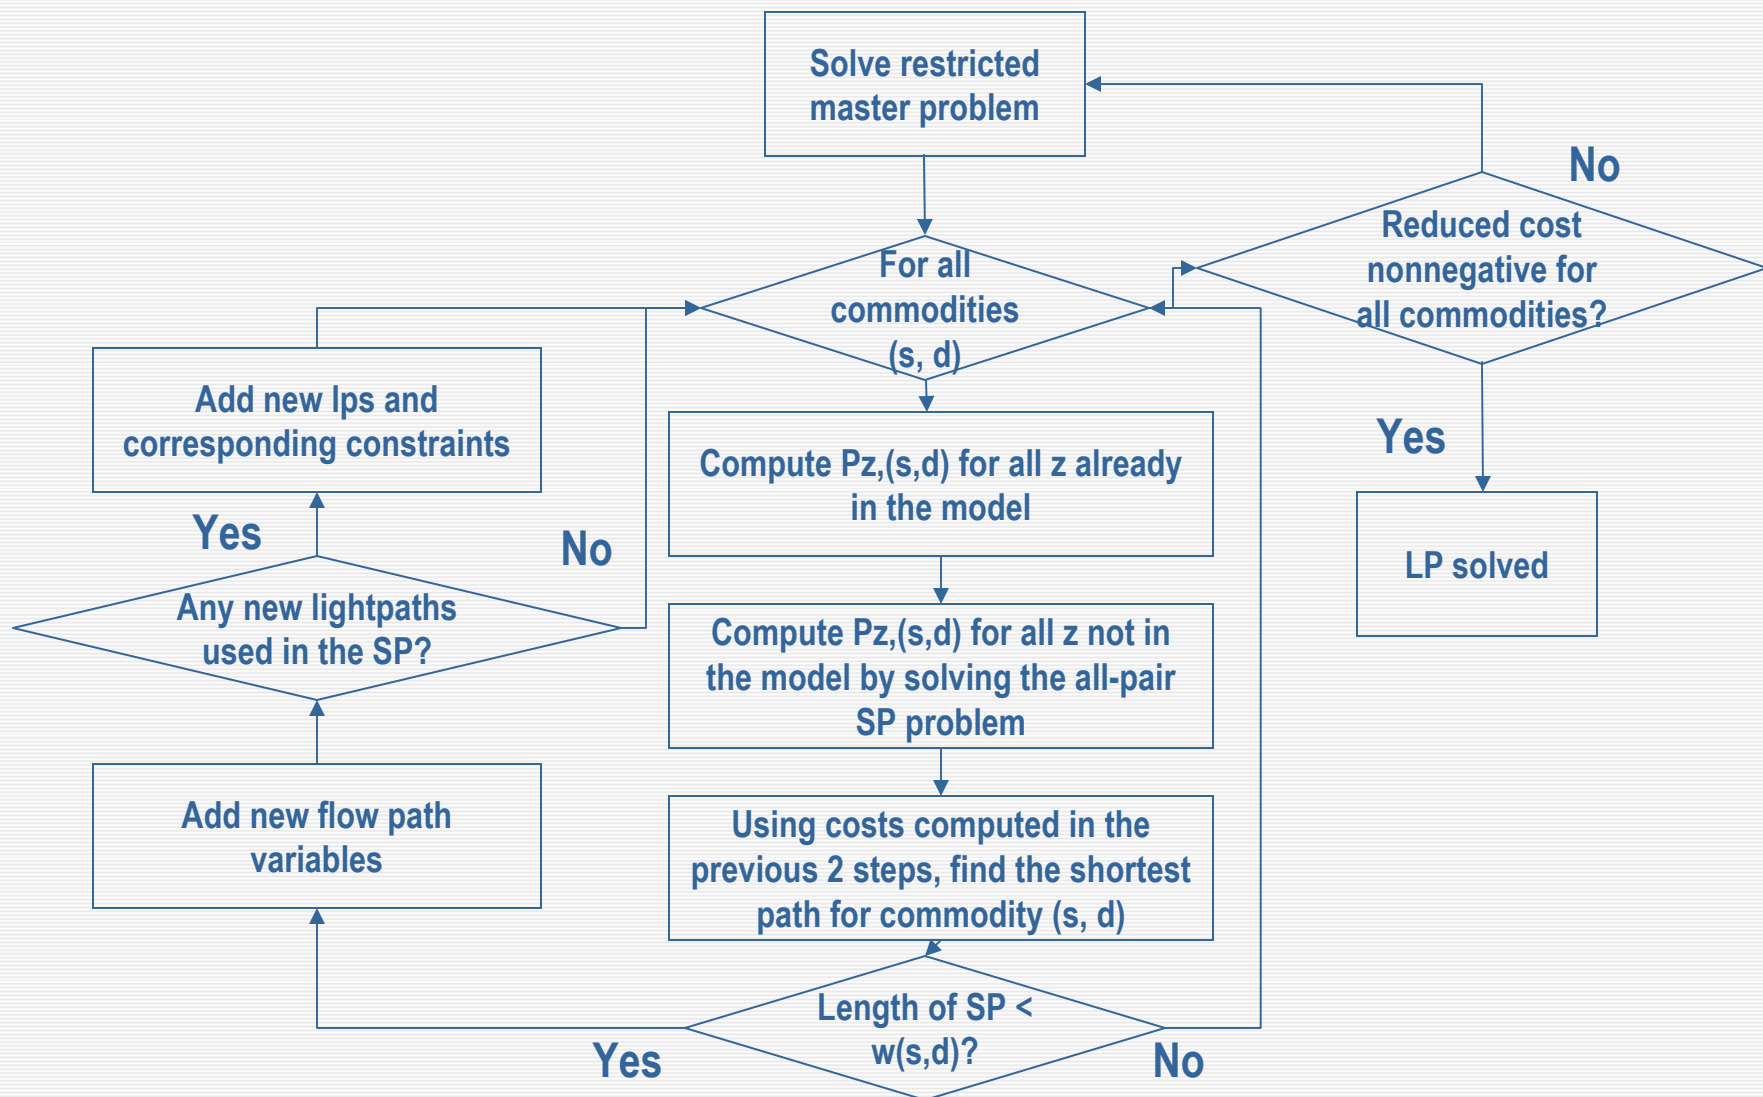 Solve restricted
master problem
No
Reduced cost
nonnegative for
all commodities?
For all
commodities
(s, d)
Add new lps and
corresponding constraints
Yes
Compute Pz,(s,d) for all z already
in the model
Yes
No
LP solved
Any new lightpaths
used in the SP?
Compute Pz,(s,d) for all z not in
the model by solving the all-pair
SP problem
Add new flow path
variables
Using costs computed in the
previous 2 steps, find the shortest
path for commodity (s, d)
Length of SP <
w(s,d)?
Yes
No